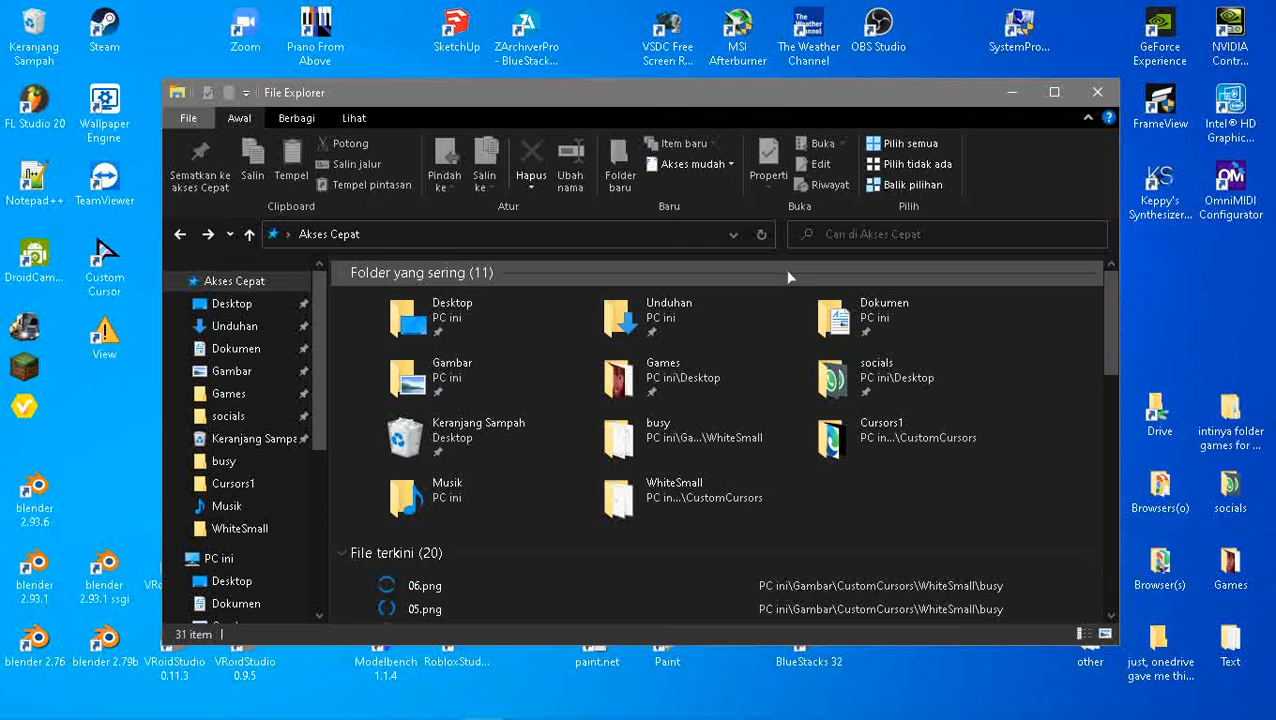 Keranjang
Sampah
Steam
Zoom
Piano From
Above
SketchUp
ZArchiverPro
- BlueStack...
VSDC Free
Screen R...
MSI
Afterburner
The Weather
Channel
OBS Studio
SystemPro...
GeForce
Experience
NVIDIA
Contr...
FL Studio 20
Wallpaper
Engine
FrameView
Intel® HD
Graphic...
Notepad++
TeamViewer
Keppy's
Synthesizer...
OmniMIDI
Configurator
DroidCam...
Custom
Cursor
View
File Explorer
File
Awal
Berbagi
Lihat
Sematkan ke
akses Cepat
Salin
Tempel
Potong
Salin jalur
Tempel pintasan
Clipboard
Pindah
ke
Salin
ke
Hapus
Ubah
nama
Atur
Folder
baru
Item baru
Akses mudah
Baru
Properti
Buka
Edit
Riwayat
Buka
Pilih semua
Pilih tidak ada
Balik pilihan
Pilih
Akses Cepat
Cari di Akses Cepat
Akses Cepat
Desktop
Unduhan
Dokumen
Gambar
Games
socials
Keranjang Sampa
busy
Cursors1
Musik
WhiteSmall
PC ini
Desktop
Dokumen
Folder yang sering (11)
Desktop
PC ini
Unduhan
PC ini
Dokumen
PC ini
Gambar
PC ini
Games
PC ini\Desktop
socials
PC ini\Desktop
Keranjang Sampah
Desktop
busy
PC ini\Ga...\WhiteSmall
Cursors1
PC in...\CustomCursors
Musik
PC ini
WhiteSmall
PC in...\CustomCursors
File terkini (20)
06.png PC ini\Gambar\CustomCursors\WhiteSmall\busy
05.png PC ini\Gambar\CustomCursors\WhiteSmall\busy
31 item
Drive
intinya folder
games for ...
Browsers(o)
socials
Browser(s)
Games
other
just, onedrive
gave me thi...
Text
blender
2.93.6
blender
2.93.1
blender
2.93.1 ssgi
blender 2.76
blender 2.79b
VRoidStudio
0.11.3
VRoidStudio
0.9.5
Modelbench
1.1.4
RobloxStud...
paint.net
Paint
BlueStacks 32